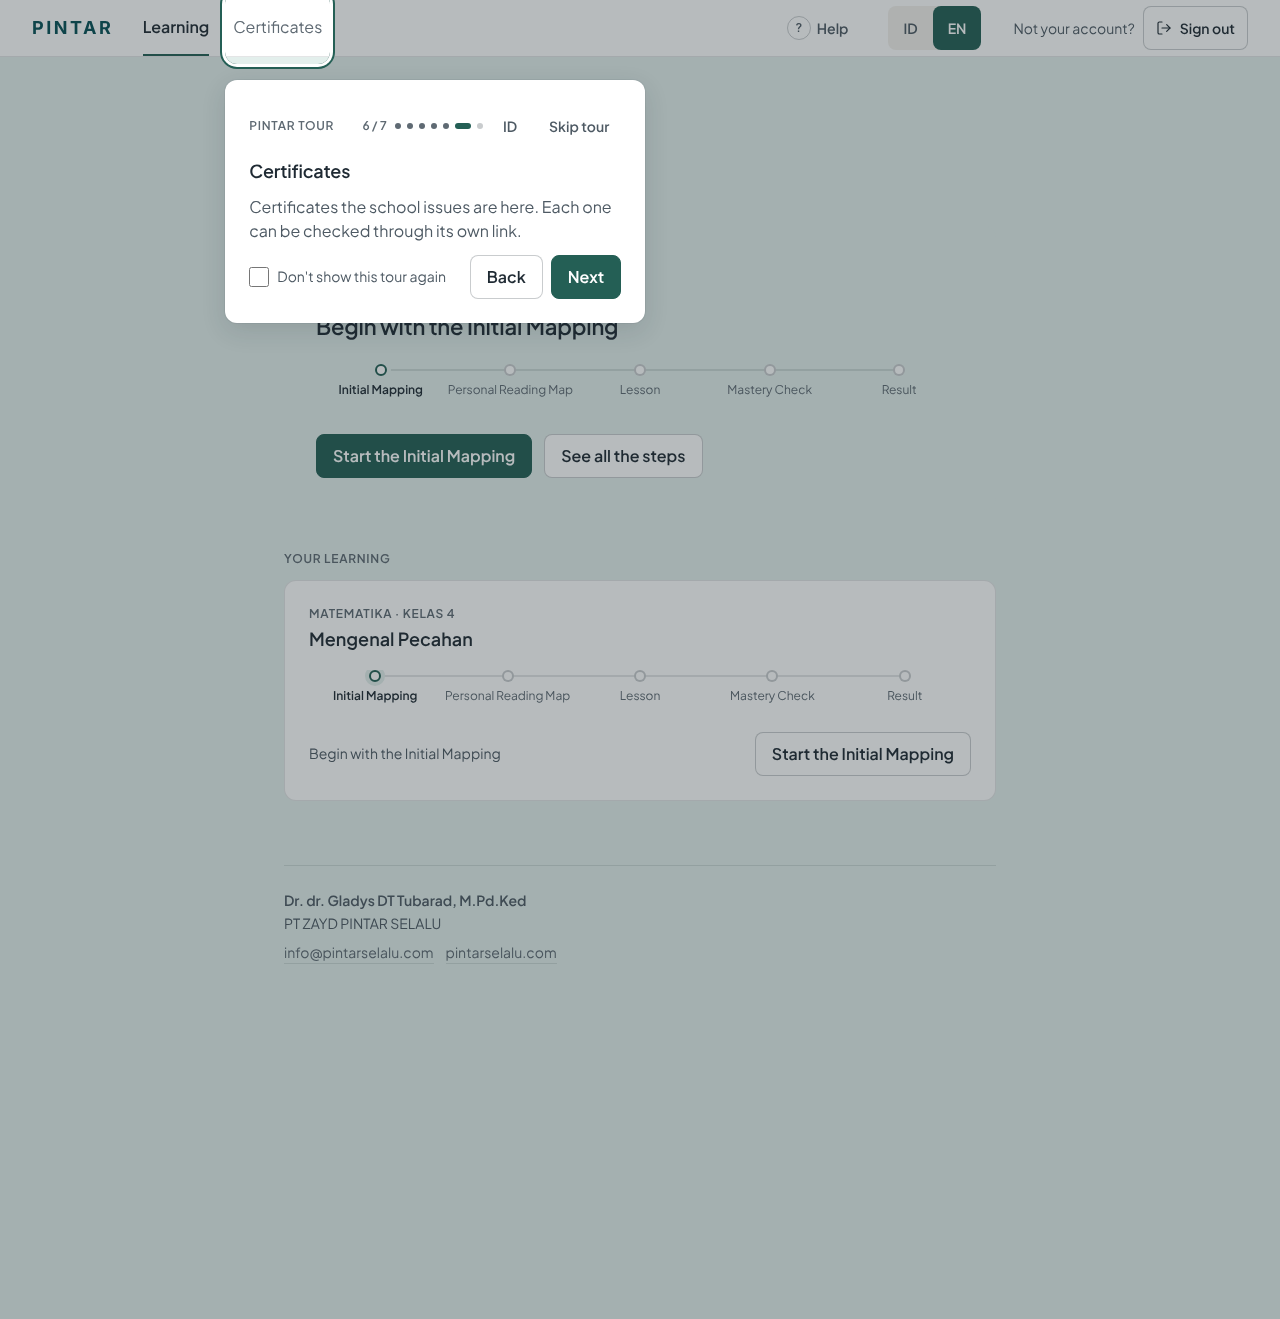 PINTAR
Learning
Certificates
? Help
ID
EN
Not your account?
Sign out
PINTAR TOUR
6 / 7
ID
Skip tour
Certificates
Certificates the school issues are here. Each one
can be checked through its own link.
Don't show this tour again
Back
Next
Begin with the Initial Mapping
Initial Mapping
Personal Reading Map
Lesson
Mastery Check
Result
Start the Initial Mapping
See all the steps
YOUR LEARNING
MATEMATIKA · KELAS 4
Mengenal Pecahan
Initial Mapping
Personal Reading Map
Lesson
Mastery Check
Result
Begin with the Initial Mapping
Start the Initial Mapping
Dr. dr. Gladys DT Tubarad, M.Pd.Ked
PT ZAYD PINTAR SELALU
info@pintarselalu.com
pintarselalu.com